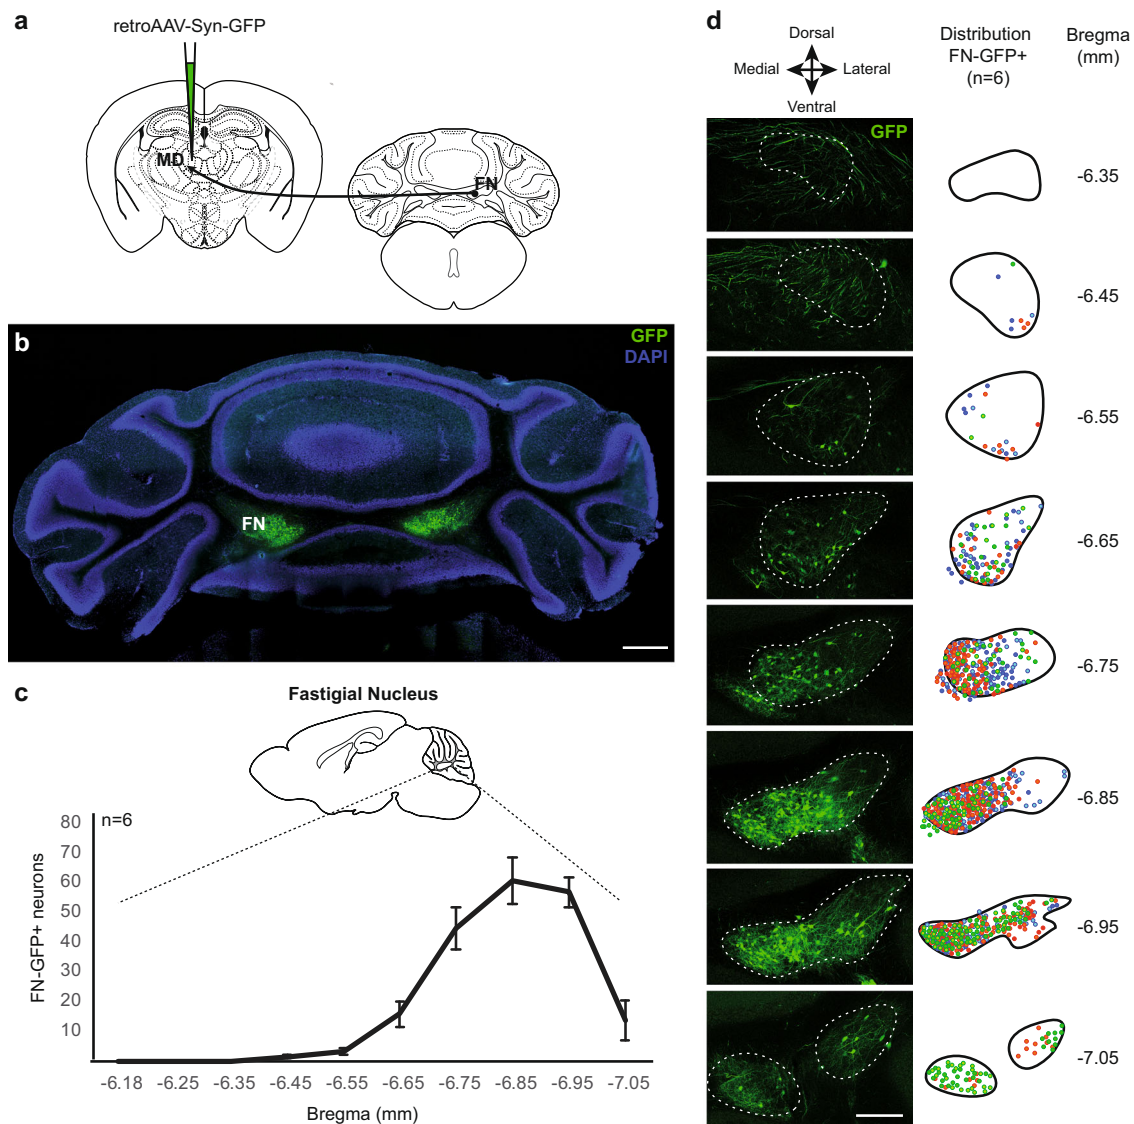 a
retroAAV-Syn-GFP
MD
FN
b
GFP
DAPI
FN
c
Fastigial Nucleus
n=6
FN-GFP+ neurons
80
70
60
50
40
30
20
10
-6.18 -6.25 -6.35 -6.45 -6.55 -6.65 -6.75 -6.85 -6.95 -7.05
Bregma (mm)
d
Dorsal
Medial Lateral
Ventral
Distribution
FN-GFP+
(n=6)
Bregma
(mm)
GFP
-6.35
-6.45
-6.55
-6.65
-6.75
-6.85
-6.95
-7.05